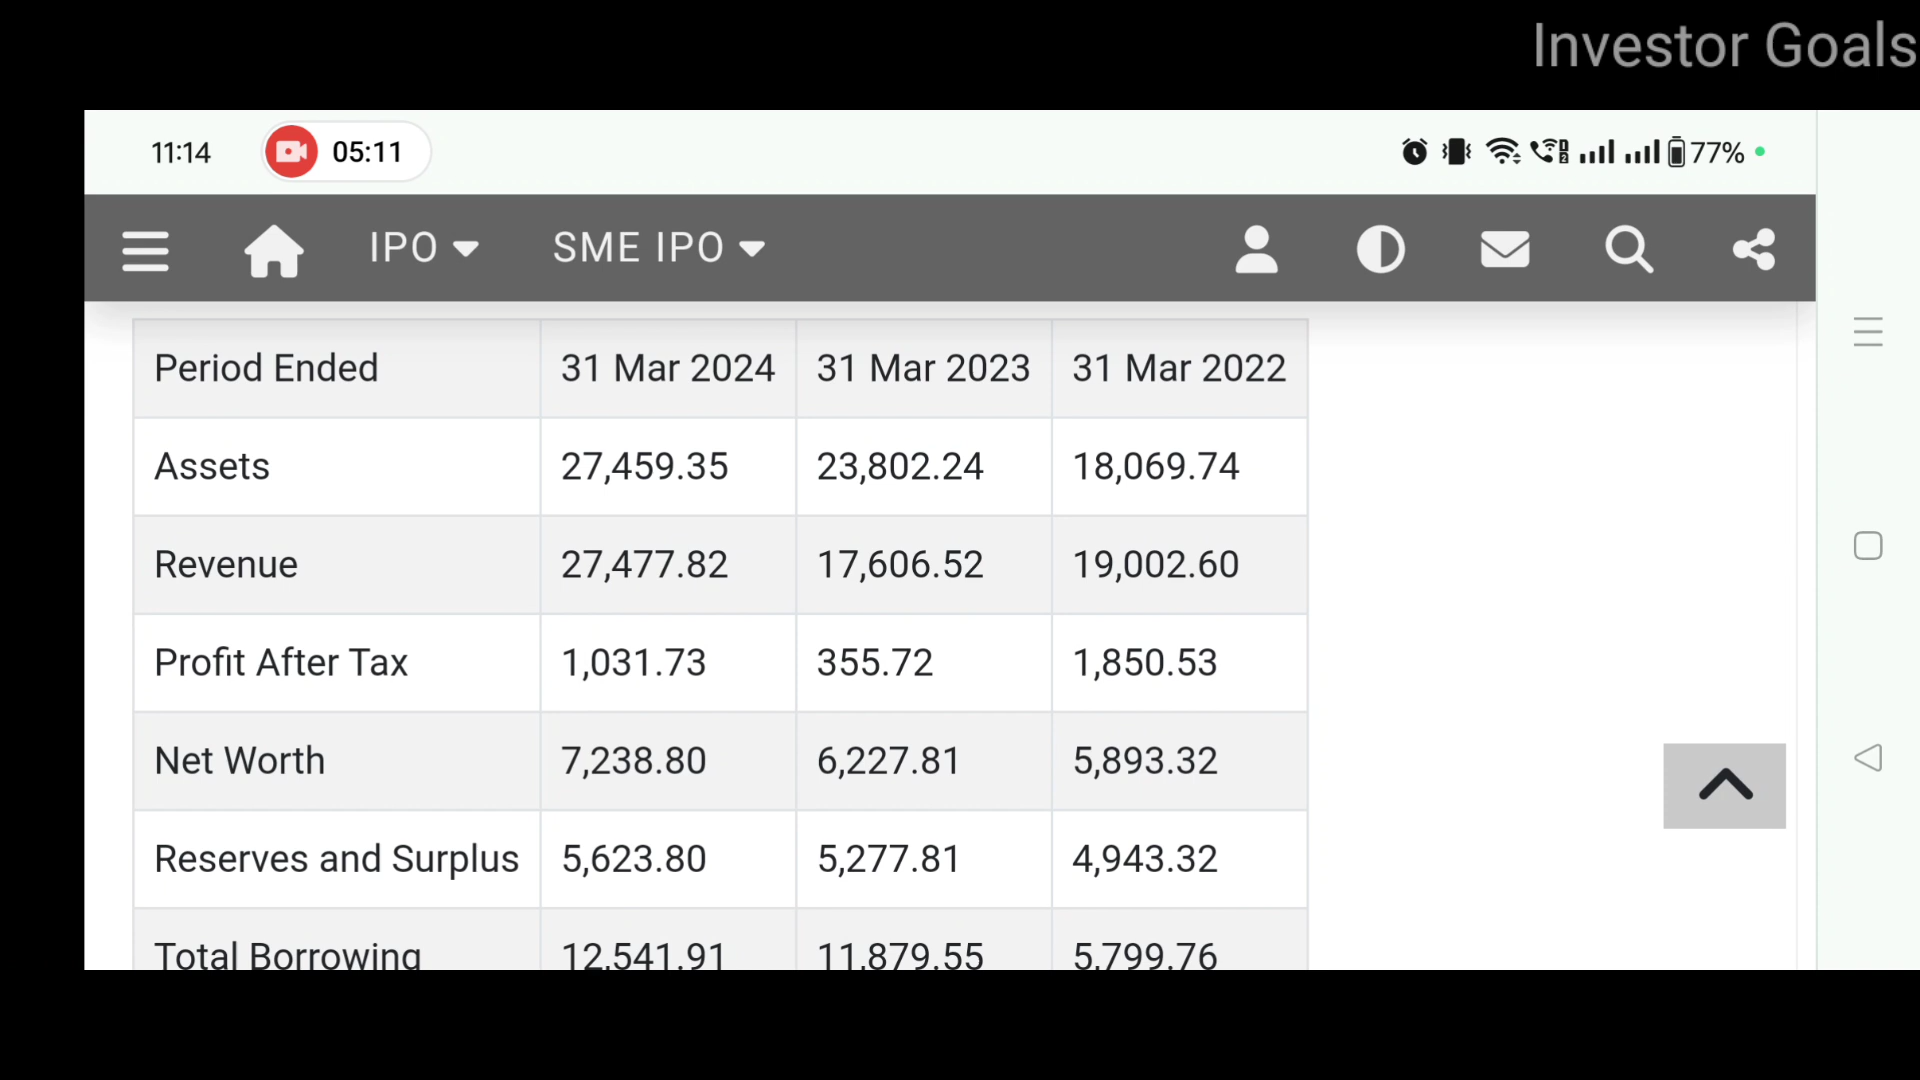 Investor Goals
11:14 05:11 77%
IPO SME IPO
Period Ended 31 Mar 2024 31 Mar 2023 31 Mar 2022
Assets 27,459.35 23,802.24 18,069.74
Revenue 27,477.82 17,606.52 19,002.60
Profit After Tax 1,031.73 355.72 1,850.53
Net Worth 7,238.80 6,227.81 5,893.32
Reserves and Surplus 5,623.80 5,277.81 4,943.32
Total Borrowing 12,541.91 11,879.55 5,799.76